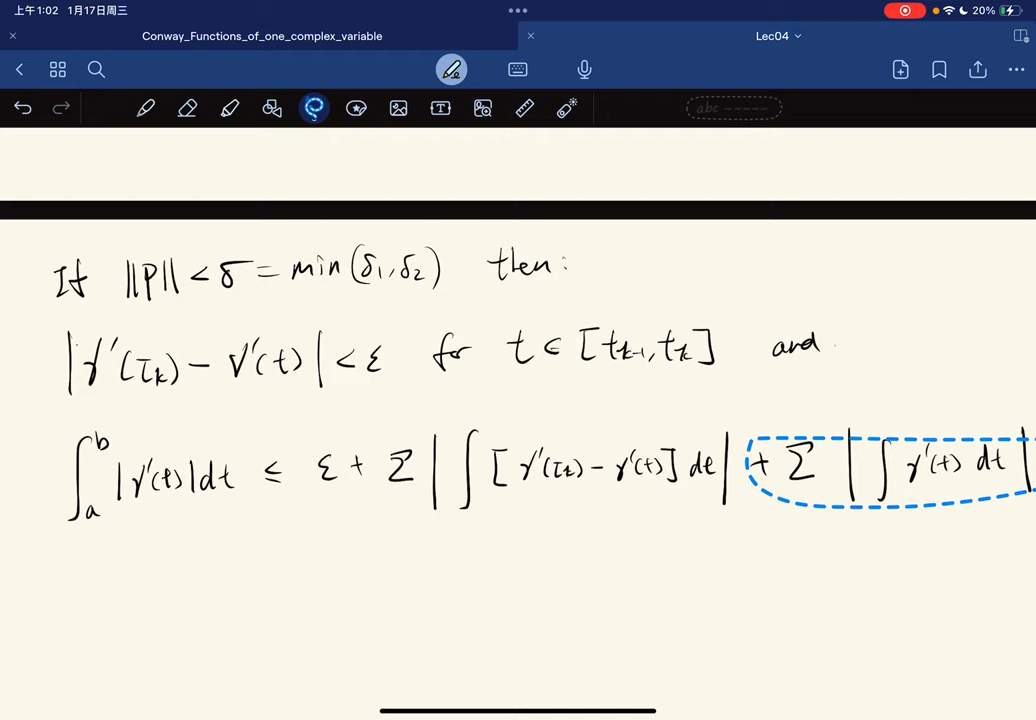 上午1:02 1月17日周三
20%
Conway_Functions_of_one_complex_variable
Lec04
abc
If ||P|| < δ = min(δ₁, δ₂) then:
|γ'(τₖ) − γ'(t)| < ε for t ∈ [tₖ₋₁, tₖ] and
∫ₐᵇ |γ'(t)| dt ≤ ε + Σ |∫ [γ'(τₖ) − γ'(t)] dt| + Σ |∫ γ'(t) dt|